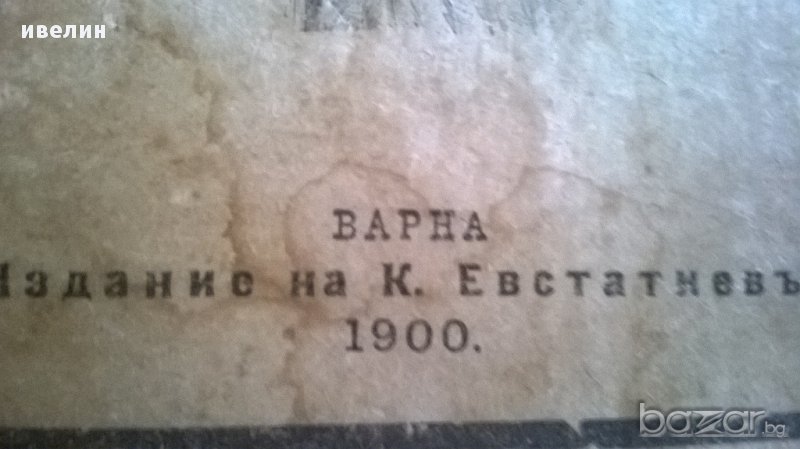 ивелин
ВАРНА
Издание на К. Евстатиевъ
1900.
bazar.bg